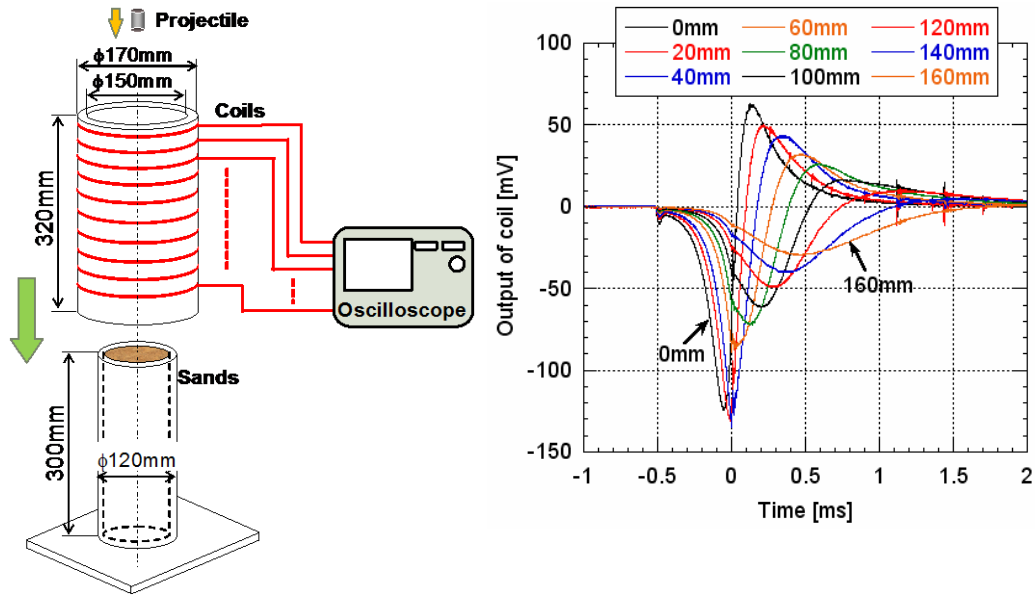 Projectile
ϕ170mm
ϕ150mm
Coils
320mm
Oscilloscope
Sands
300mm
ϕ120mm
0mm 60mm 120mm
20mm 80mm 140mm
40mm 100mm 160mm
100
50
0
-50
-100
-150
Output of coil [mV]
0mm
160mm
-1 -0.5 0 0.5 1 1.5 2
Time [ms]